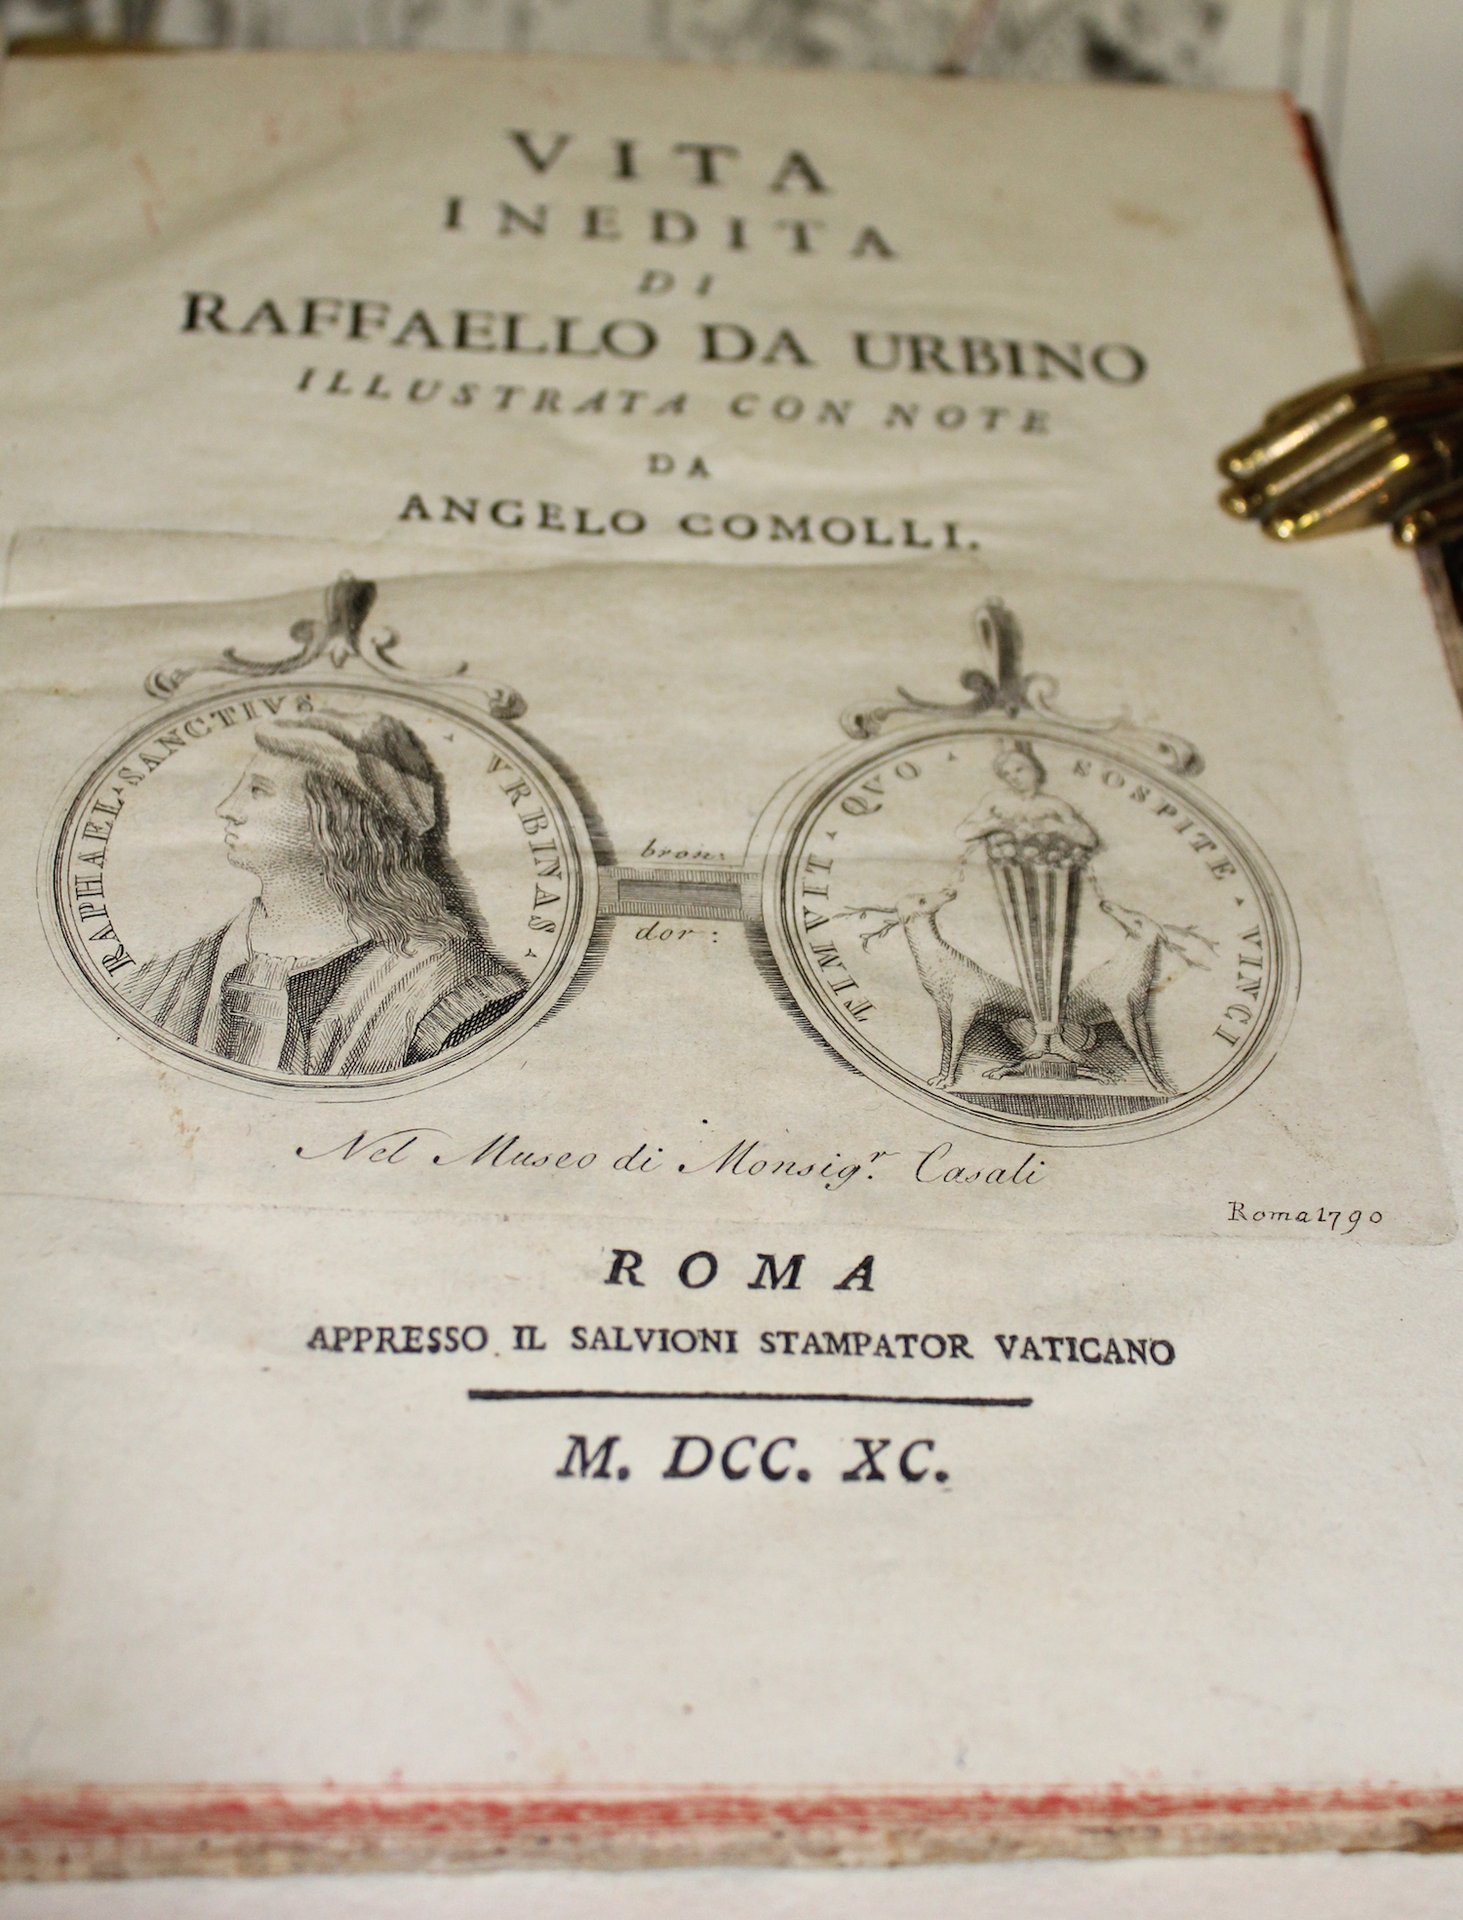 VITA
INEDITA
DI
RAFFAELLO DA URBINO
ILLUSTRATA CON NOTE
DA
ANGELO COMOLLI.
RAPHAEL · SANCTIVS · VRBINAS ·
bron:
dor:
TIMVIT · QVO · EOSPITE · VINCI
Nel Museo di Monsig.r Casali
Roma 1790
ROMA
APPRESSO IL SALVIONI STAMPATOR VATICANO
M. DCC. XC.